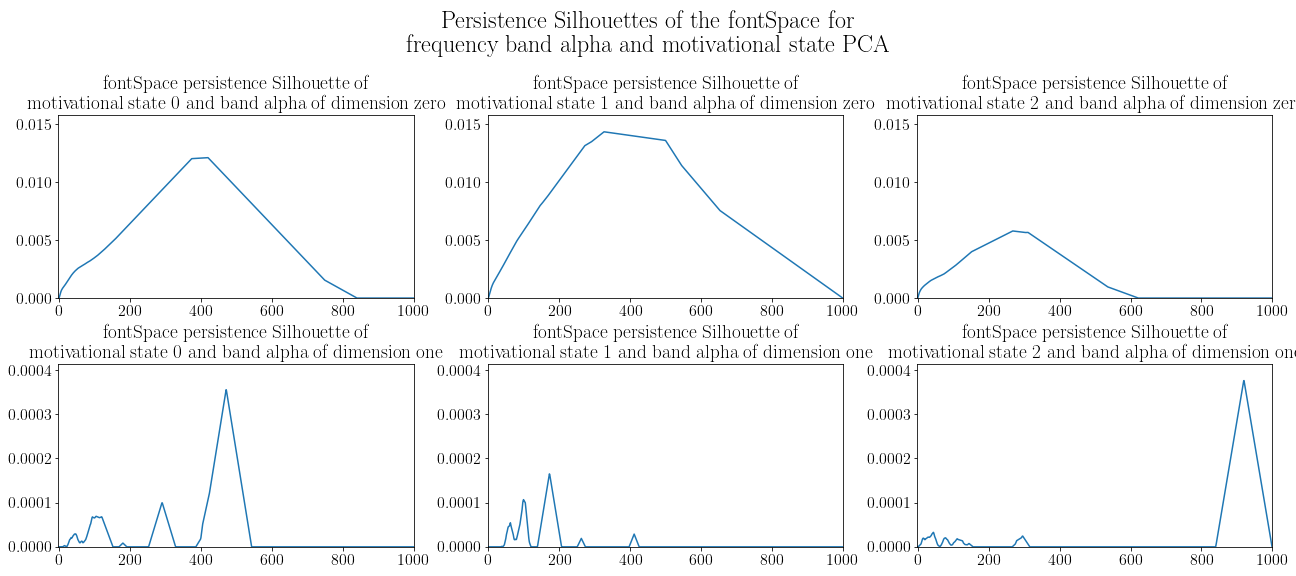 Persistence Silhouettes of the fontSpace for
frequency band alpha and motivational state PCA
fontSpace persistence Silhouette of
motivational state 0 and band alpha of dimension zero
0.015
0.010
0.005
0.000
0 200 400 600 800 1000
fontSpace persistence Silhouette of
motivational state 1 and band alpha of dimension zero
0.015
0.010
0.005
0.000
0 200 400 600 800 1000
fontSpace persistence Silhouette of
motivational state 2 and band alpha of dimension zer
0.015
0.010
0.005
0.000
0 200 400 600 800 1000
fontSpace persistence Silhouette of
motivational state 0 and band alpha of dimension one
0.0004
0.0003
0.0002
0.0001
0.0000
0 200 400 600 800 1000
fontSpace persistence Silhouette of
motivational state 1 and band alpha of dimension one
0.0004
0.0003
0.0002
0.0001
0.0000
0 200 400 600 800 1000
fontSpace persistence Silhouette of
motivational state 2 and band alpha of dimension one
0.0004
0.0003
0.0002
0.0001
0.0000
0 200 400 600 800 1000